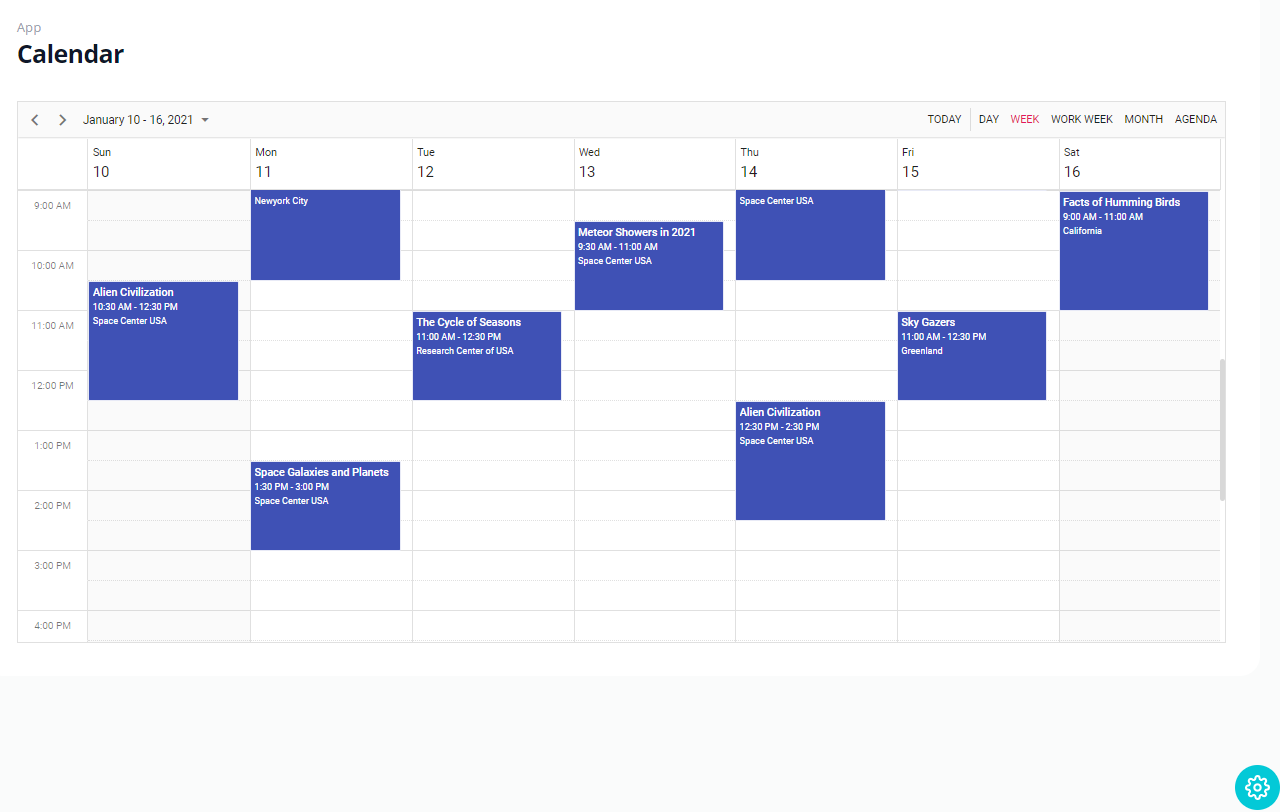 App
Calendar
January 10 - 16, 2021
TODAY DAY WEEK WORK WEEK MONTH AGENDA
Sun Mon Tue Wed Thu Fri Sat
10 11 12 13 14 15 16
9:00 AM
10:00 AM
11:00 AM
12:00 PM
1:00 PM
2:00 PM
3:00 PM
4:00 PM
Alien Civilization
10:30 AM - 12:30 PM
Space Center USA
Newyork City
Space Galaxies and Planets
1:30 PM - 3:00 PM
Space Center USA
The Cycle of Seasons
11:00 AM - 12:30 PM
Research Center of USA
Meteor Showers in 2021
9:30 AM - 11:00 AM
Space Center USA
Space Center USA
Alien Civilization
12:30 PM - 2:30 PM
Space Center USA
Sky Gazers
11:00 AM - 12:30 PM
Greenland
Facts of Humming Birds
9:00 AM - 11:00 AM
California